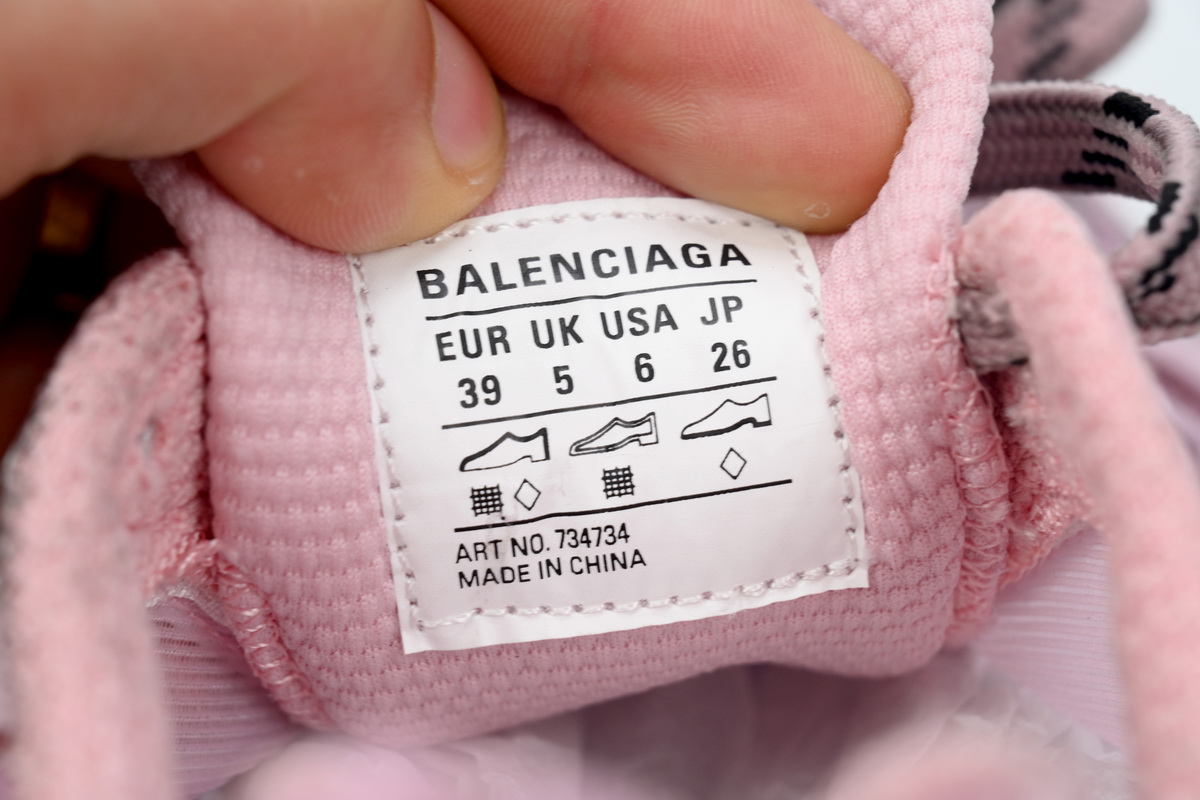 BALENCIAGA
EUR UK USA JP
39 5 6 26
ART NO. 734734
MADE IN CHINA